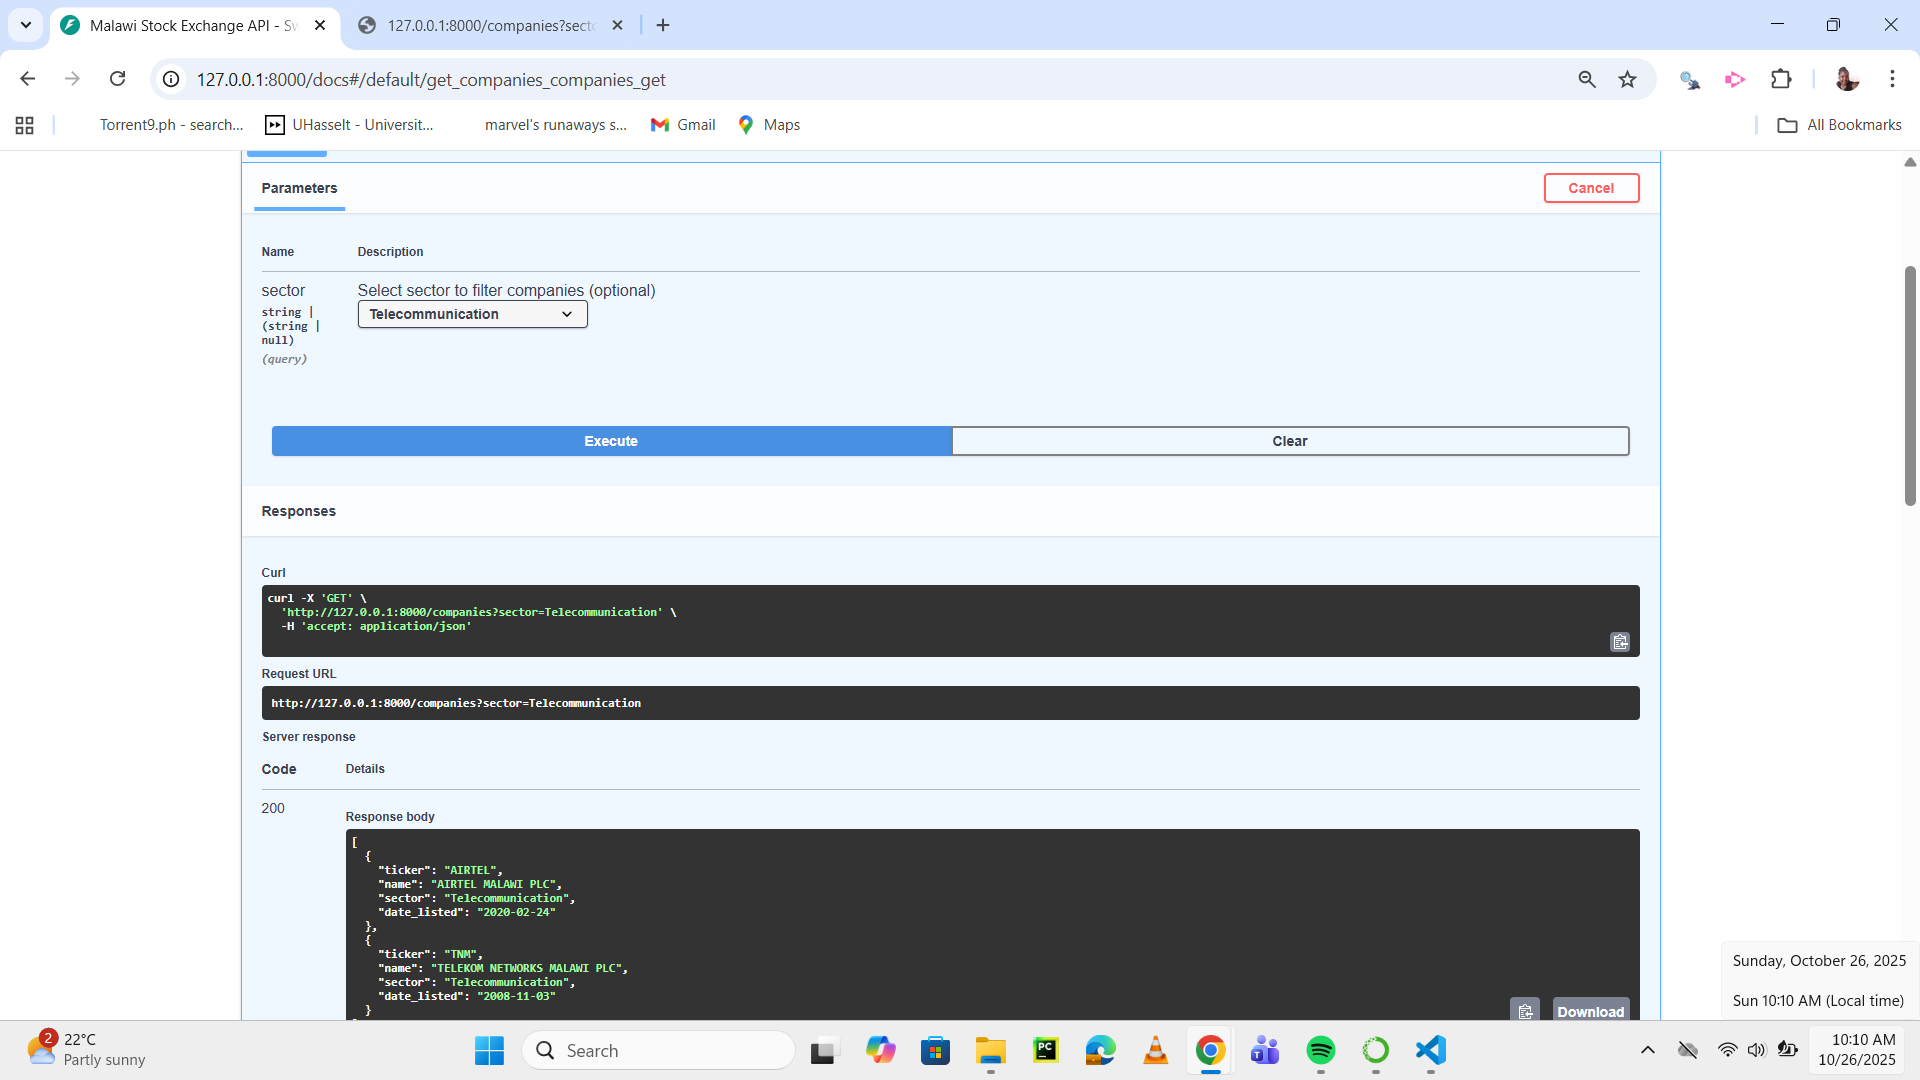 Malawi Stock Exchange API - Sw
127.0.0.1:8000/companies?secto
127.0.0.1:8000/docs#/default/get_companies_companies_get
Torrent9.ph - search...
UHasselt - Universit...
marvel's runaways s...
Gmail
Maps
All Bookmarks
Parameters
Cancel
Name
Description
sector
Select sector to filter companies (optional)
string |
(string |
null)
(query)
Telecommunication
Execute
Clear
Responses
Curl
curl -X 'GET' \
'http://127.0.0.1:8000/companies?sector=Telecommunication' \
-H 'accept: application/json'
Request URL
http://127.0.0.1:8000/companies?sector=Telecommunication
Server response
Code
Details
200
Response body
[
{
"ticker": "AIRTEL",
"name": "AIRTEL MALAWI PLC",
"sector": "Telecommunication",
"date_listed": "2020-02-24"
},
{
"ticker": "TNM",
"name": "TELEKOM NETWORKS MALAWI PLC",
"sector": "Telecommunication",
"date_listed": "2008-11-03"
}
Download
Sunday, October 26, 2025
Sun 10:10 AM (Local time)
2
22°C
Partly sunny
Search
PC
T
10:10 AM
10/26/2025